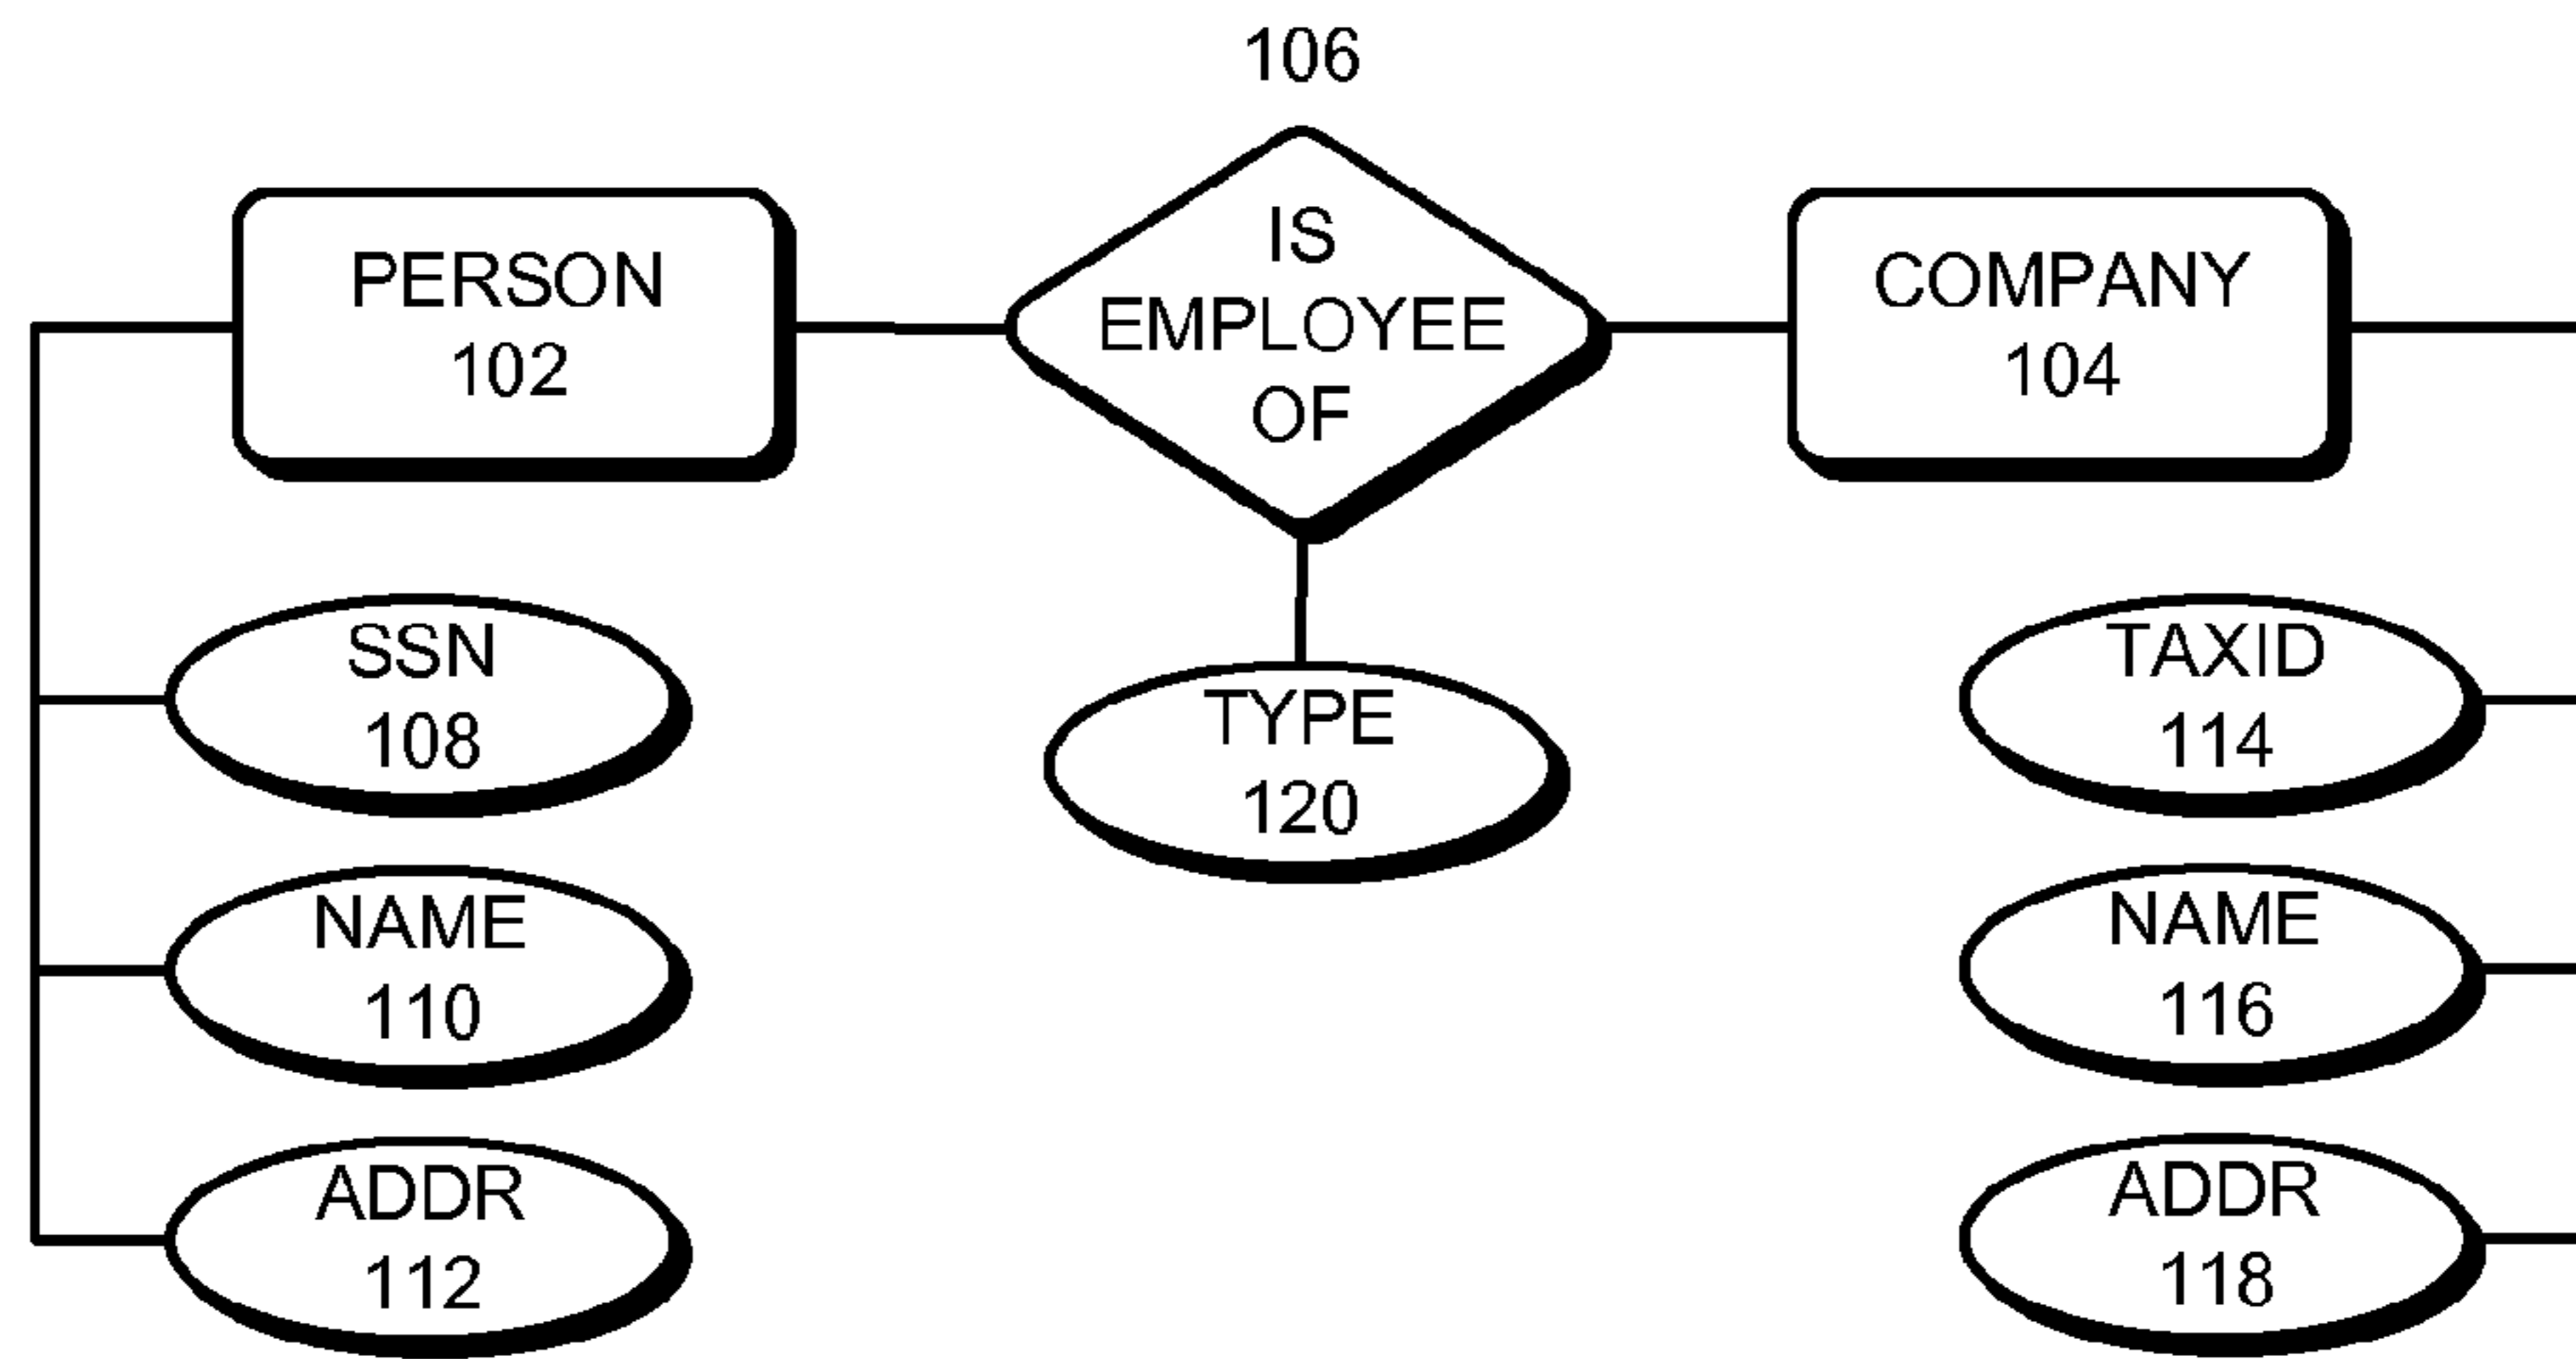 106
PERSON
102
IS
EMPLOYEE
OF
COMPANY
104
SSN
108
TYPE
120
TAXID
114
NAME
110
NAME
116
ADDR
112
ADDR
118